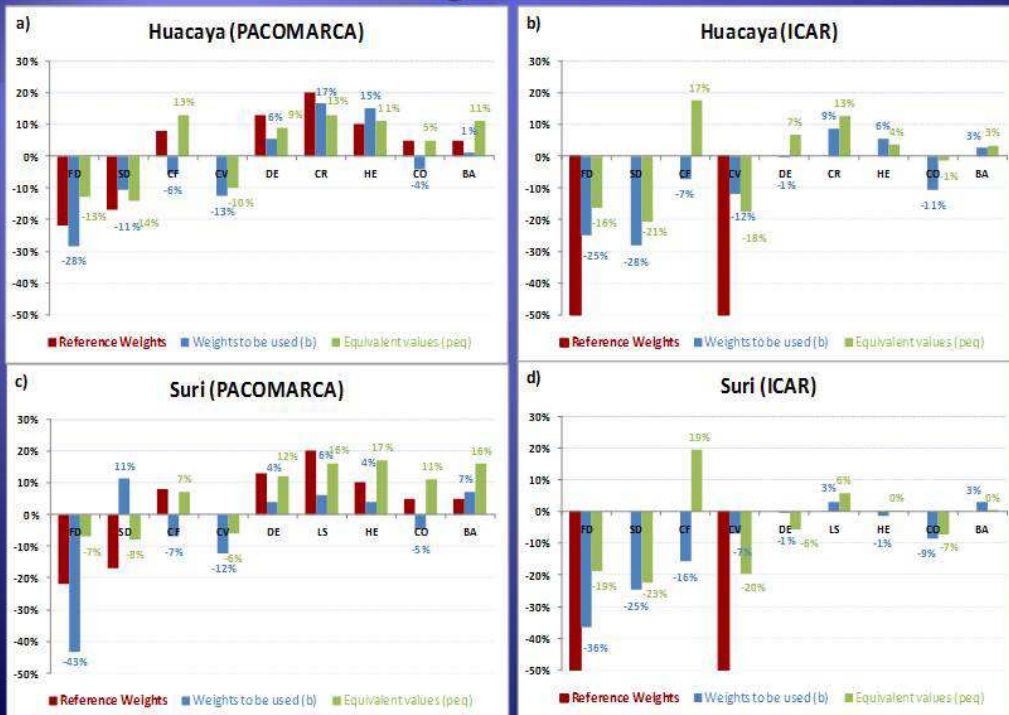 a)
Huacaya (PACOMARCA)
30%
20%
10%
0%
-10%
-20%
-30%
-40%
-50%
FD SD CF CV DE CR HE CO BA
-28% -11% -6% -13% 6% 17% 15% -4% 1%
-13% -14% 13% -10% 9% 13% 11% 5% 11%
Reference Weights Weights to be used (b) Equivalent values (peq)
b)
Huacaya (ICAR)
30%
20%
10%
0%
-10%
-20%
-30%
-40%
-50%
FD SD CF CV DE CR HE CO BA
-25% -28% -7% -12% -1% 9% 6% -11% 3%
-16% -21% 17% -18% 7% 13% 4% -1% 3%
Reference Weights Weights to be used (b) Equivalent values (peq)
c)
Suri (PACOMARCA)
30%
20%
10%
0%
-10%
-20%
-30%
-40%
-50%
FD SD CF CV DE LS HE CO BA
-43% 11% -7% -12% 4% 6% 4% -5% 7%
-7% -8% 7% -6% 12% 16% 17% 11% 16%
Reference Weights Weights to be used (b) Equivalent values (peq)
d)
Suri (ICAR)
30%
20%
10%
0%
-10%
-20%
-30%
-40%
-50%
FD SD CF CV DE LS HE CO BA
-36% -25% -16% -7% -1% 3% -1% -9% 3%
-19% -23% 19% -20% -6% 6% 0% -7% 0%
Reference Weights Weights to be used (b) Equivalent values (peq)